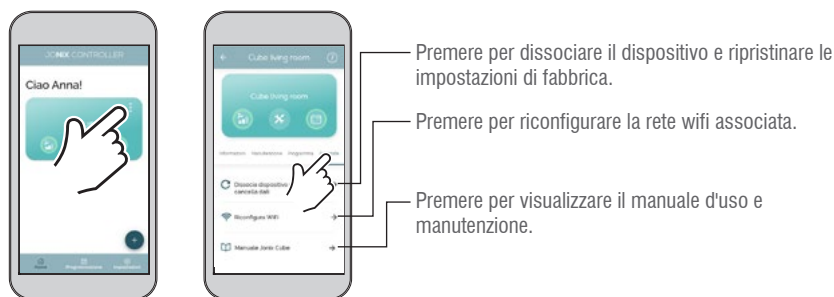 JONIX CONTROLLER
Ciao Anna!
Home
Programmazione
Impostazioni
Cube living room
Cube living room
Informazioni Manutenzione Programma
Dissocia dispositivo
cancella dati
Riconfigura WiFi
Manuale Jonix Cube
Premere per dissociare il dispositivo e ripristinare le
impostazioni di fabbrica.
Premere per riconfigurare la rete wifi associata.
Premere per visualizzare il manuale d'uso e
manutenzione.